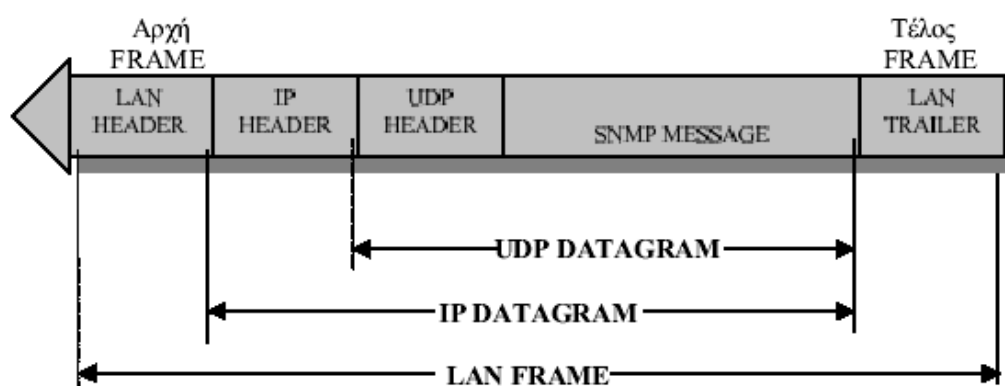 Αρχή
FRAME
Τέλος
FRAME
LAN
HEADER
IP
HEADER
UDP
HEADER
SNMP MESSAGE
LAN
TRAILER
UDP DATAGRAM
IP DATAGRAM
LAN FRAME